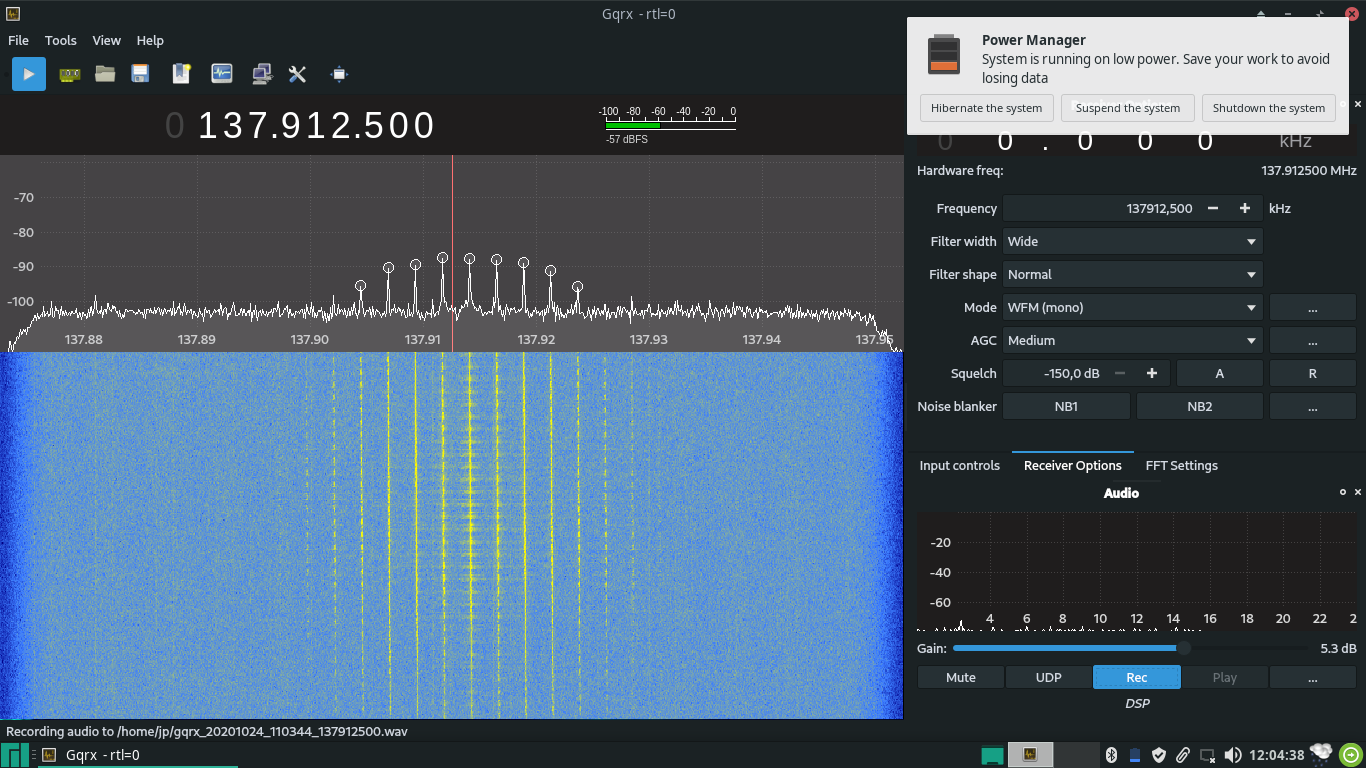 Gqrx - rtl=0
File Tools View Help
Power Manager
System is running on low power. Save your work to avoid
losing data
Hibernate the system Suspend the system Shutdown the system
0 137.912.500
-100 -80 -60 -40 -20 0
-57 dBFS
0 0 . 0 0 0 kHz
Hardware freq: 137.912500 MHz
Frequency 137912,500 kHz
Filter width Wide
Filter shape Normal
Mode WFM (mono) ...
AGC Medium ...
Squelch -150,0 dB A R
Noise blanker NB1 NB2 ...
-70
-80
-90
-100
137.88 137.89 137.90 137.91 137.92 137.93 137.94 137.95
Input controls Receiver Options FFT Settings
Audio
-20
-40
-60
4 6 8 10 12 14 16 18 20 22 2
Gain: 5.3 dB
Mute UDP Rec Play ...
DSP
Recording audio to /home/jp/gqrx_20201024_110344_137912500.wav
Gqrx - rtl=0
12:04:38